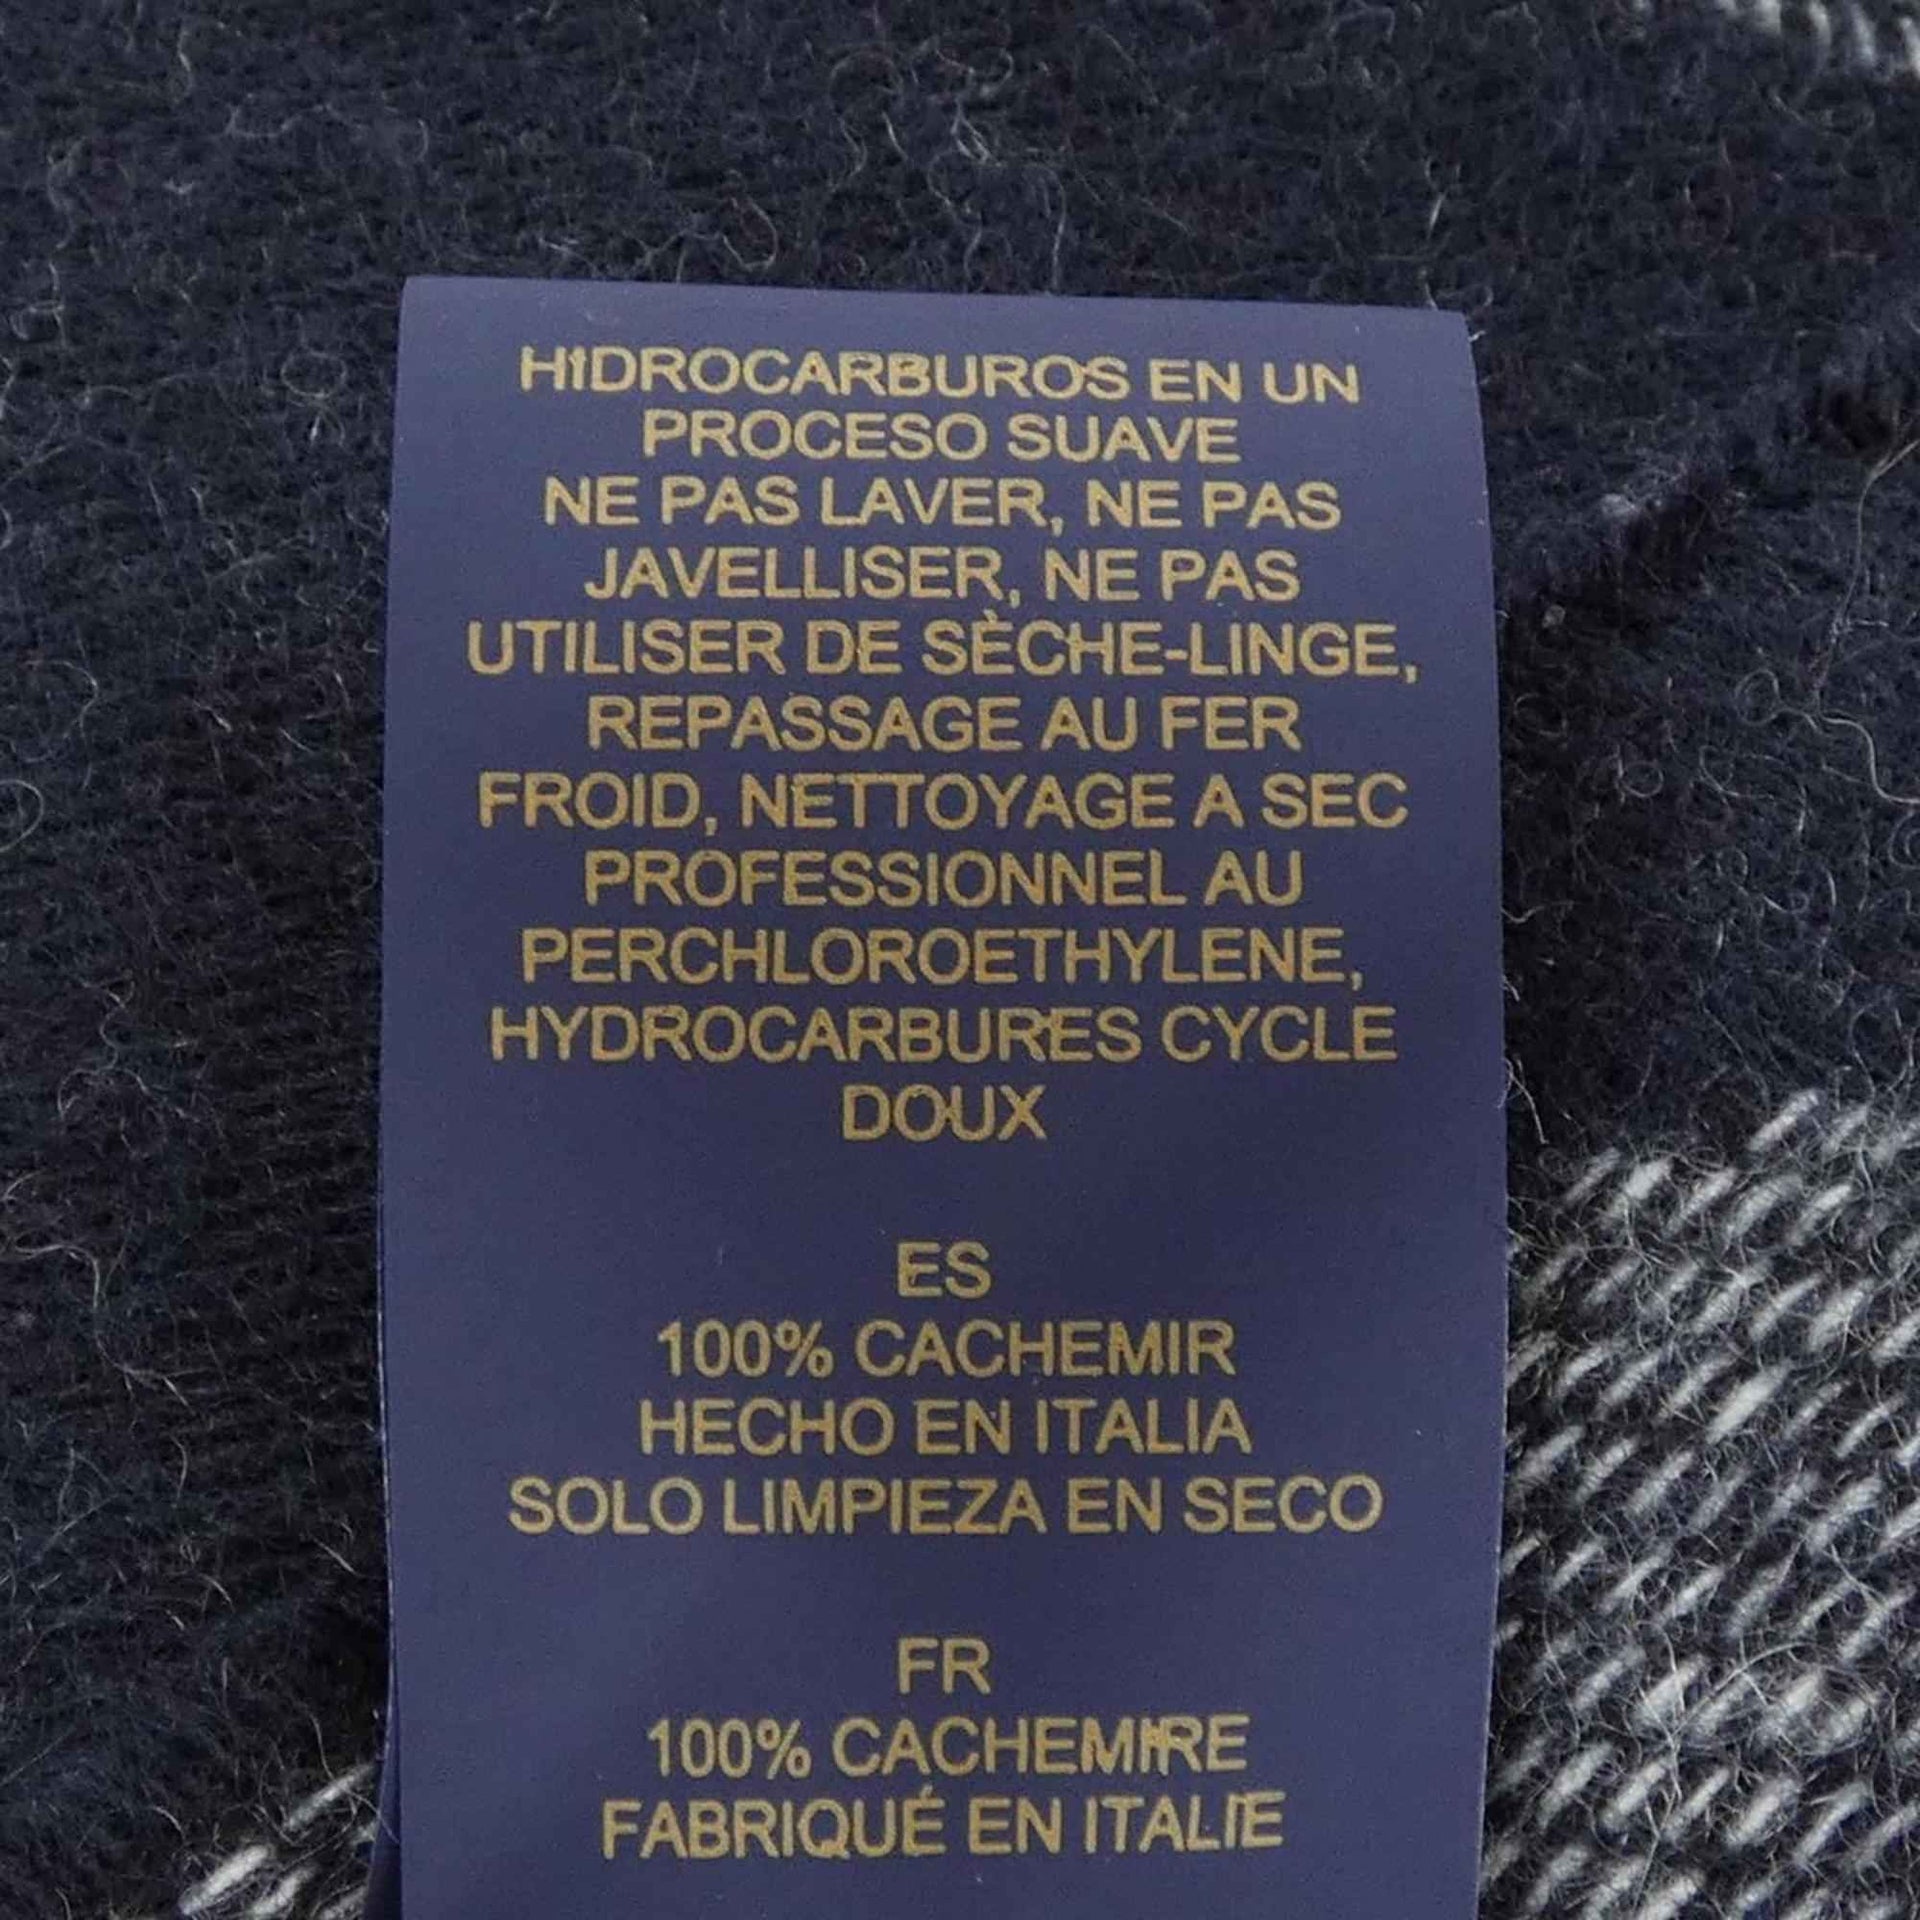 HIDROCARBUROS EN UN
PROCESO SUAVE
NE PAS LAVER, NE PAS
JAVELLISER, NE PAS
UTILISER DE SÈCHE-LINGE,
REPASSAGE AU FER
FROID, NETTOYAGE A SEC
PROFESSIONNEL AU
PERCHLOROETHYLENE,
HYDROCARBURES CYCLE
DOUX
ES
100% CACHEMIR
HECHO EN ITALIA
SOLO LIMPIEZA EN SECO
FR
100% CACHEMIRE
FABRIQUÉ EN ITALIE